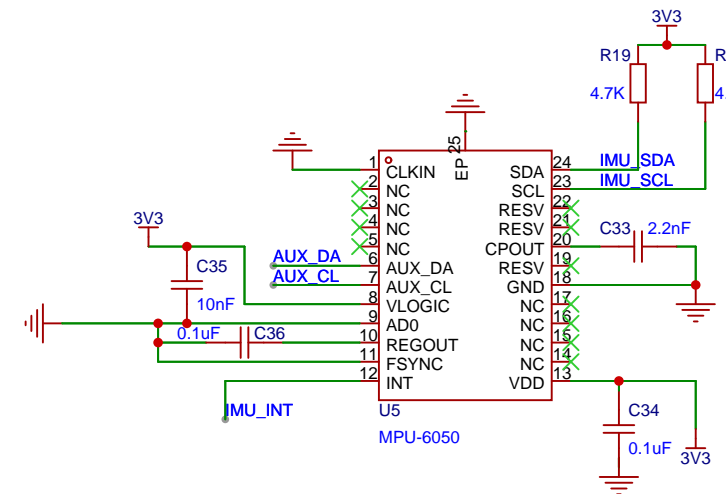 3V3
R19
R
4.7K
4.
EP
25
1
CLKIN
SDA
24
IMU_SDA
2
NC
SCL
23
IMU_SCL
3
NC
RESV
22
4
NC
RESV
21
C33
2.2nF
5
NC
CPOUT
20
3V3
AUX_DA
6
AUX_DA
RESV
19
AUX_CL
7
AUX_CL
GND
18
C35
10nF
8
VLOGIC
NC
17
9
AD0
NC
16
0.1uF
C36
10
REGOUT
NC
15
11
FSYNC
NC
14
12
INT
VDD
13
IMU_INT
U5
MPU-6050
C34
0.1uF
3V3